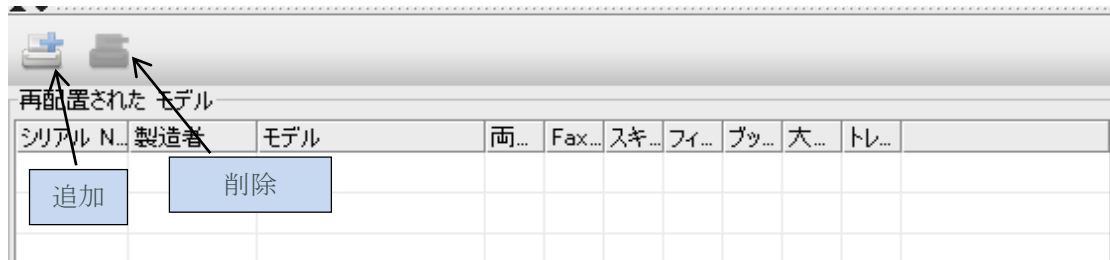 再配置された モデル
シリアル N... 製造者 モデル 両... Fax... スキ... フィ... ブッ... 大... トレ...
追加 削除